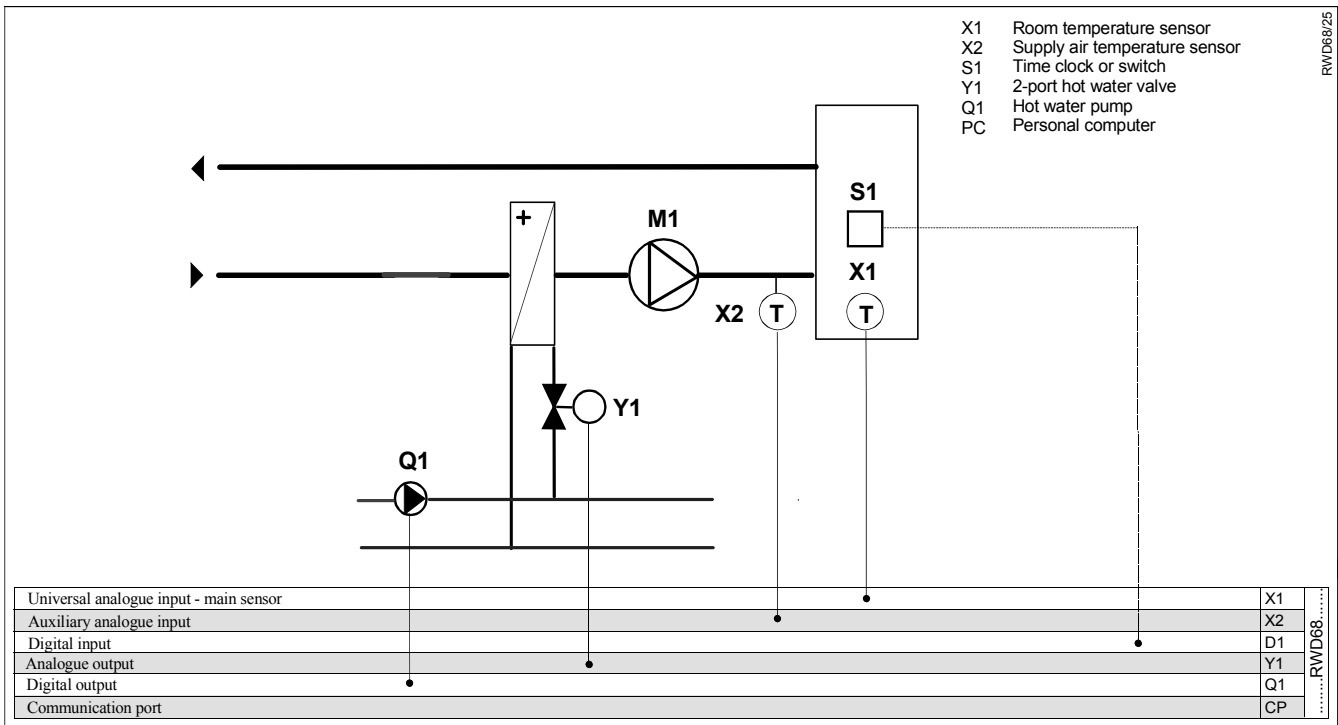 X1 Room temperature sensor
X2 Supply air temperature sensor
S1 Time clock or switch
Y1 2-port hot water valve
Q1 Hot water pump
PC Personal computer
RWD68/25
S1
+
M1
X1
X2 T
T
Y1
Q1
Universal analogue input - main sensor X1
Auxiliary analogue input X2
Digital input D1
Analogue output Y1
Digital output Q1
Communication port CP
.......RWD68.......